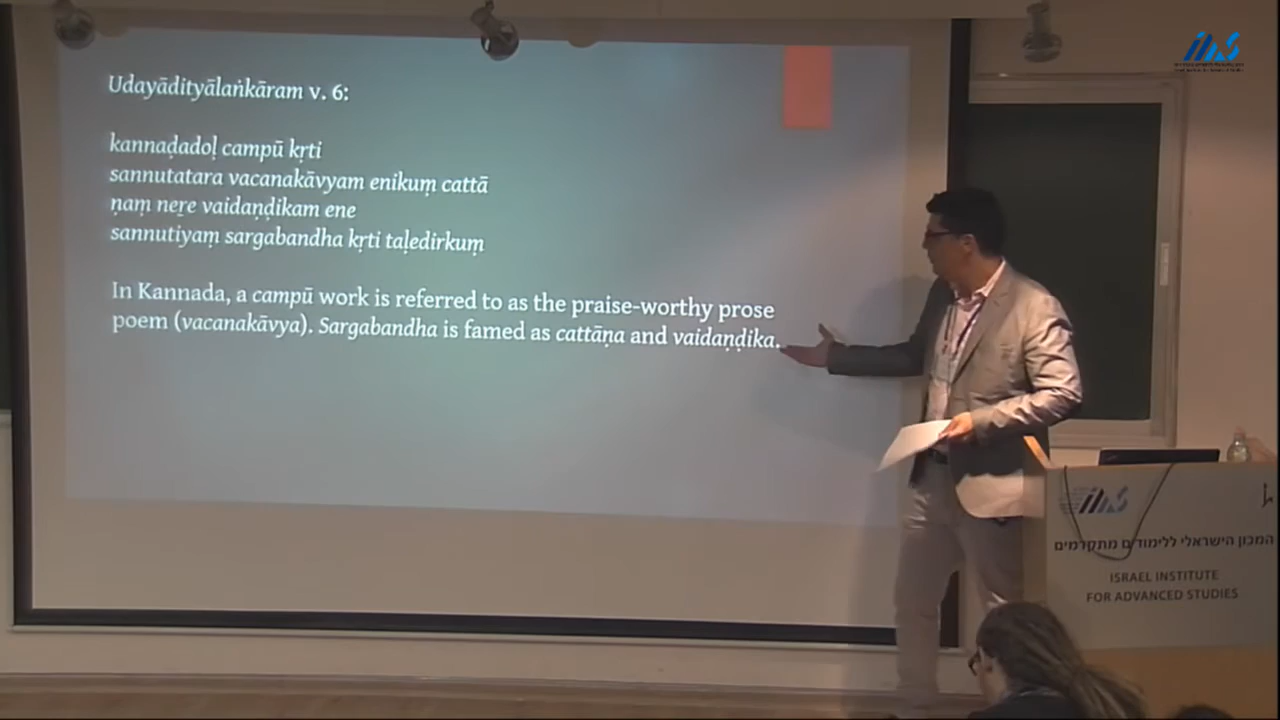 Udayādityālaṅkāram v. 6:
kannaḍadoḷ campū kṛti
sannutatara vacanakāvyam enikuṃ cattā
ṇaṃ neṟe vaidaṇḍikam ene
sannutiyaṃ sargabandha kṛti taḷedirkuṃ
In Kannada, a campū work is referred to as the praise-worthy prose
poem (vacanakāvya). Sargabandha is famed as cattāṇa and vaidaṇḍika.
המכון הישראלי ללימודים מתקדמים
ISRAEL INSTITUTE
FOR ADVANCED STUDIES